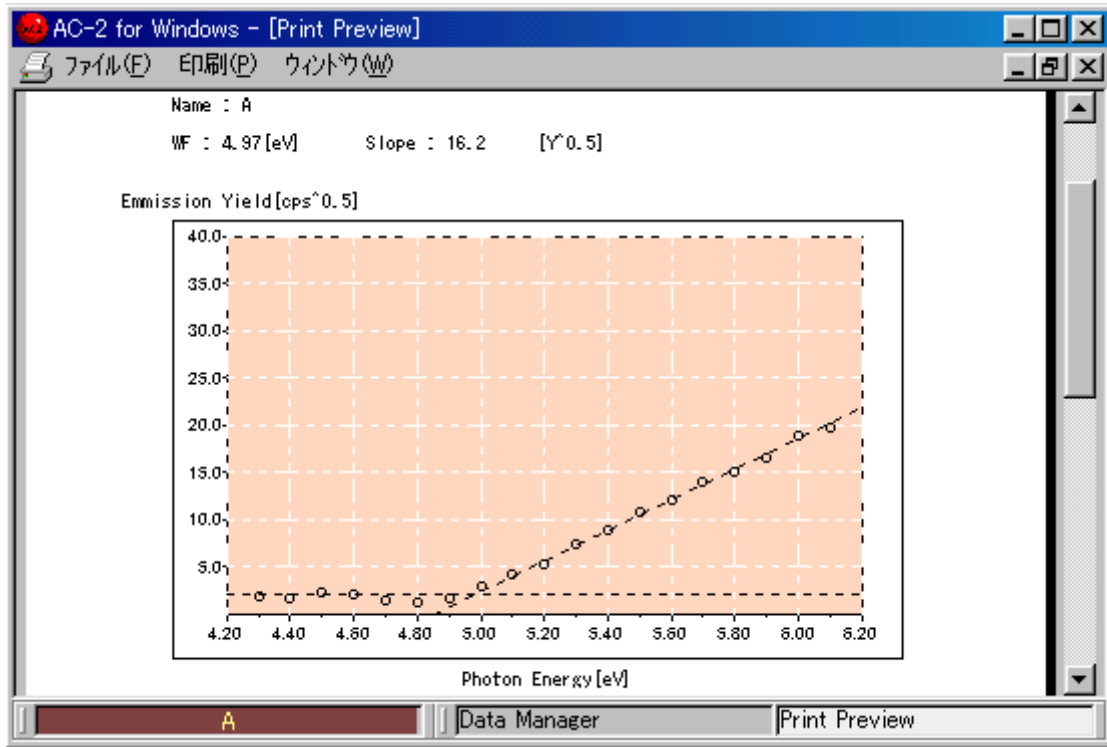 AC-2 for Windows - [Print Preview]
ファイル(F) 印刷(P) ウィンドウ(W)
Name : A
WF : 4.97[eV] Slope : 16.2 [Y^0.5]
Emmission Yield[cps^0.5]
40.0
35.0
30.0
25.0
20.0
15.0
10.0
5.0
4.20 4.40 4.60 4.80 5.00 5.20 5.40 5.60 5.80 6.00 6.20
Photon Energy[eV]
A Data Manager Print Preview